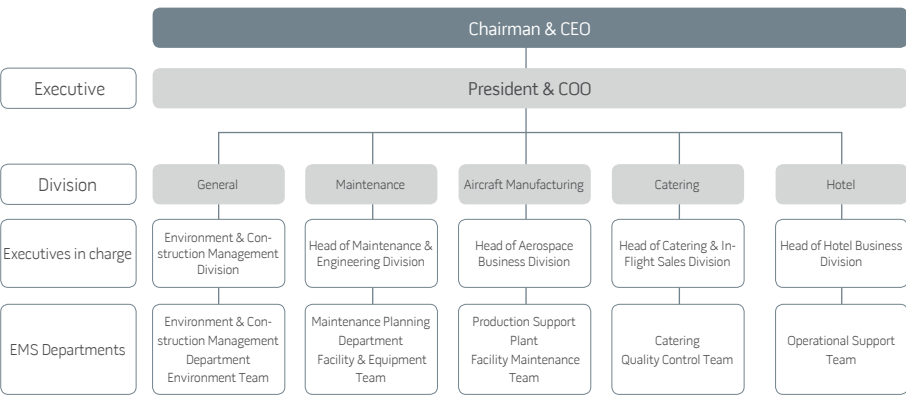 Chairman & CEO
Executive
President & COO
Division
General
Maintenance
Aircraft Manufacturing
Catering
Hotel
Executives in charge
Environment & Con-
struction Management
Division
Head of Maintenance &
Engineering Division
Head of Aerospace
Business Division
Head of Catering & In-
Flight Sales Division
Head of Hotel Business
Division
EMS Departments
Environment & Con-
struction Management
Department
Environment Team
Maintenance Planning
Department
Facility & Equipment
Team
Production Support
Plant
Facility Maintenance
Team
Catering
Quality Control Team
Operational Support
Team